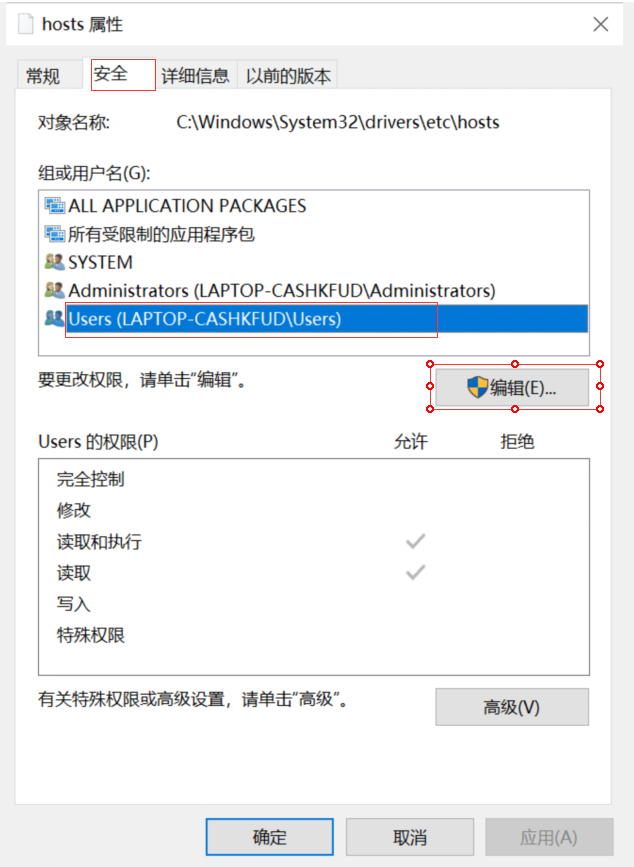 hosts 属性
常规 安全 详细信息 以前的版本
对象名称: C:\Windows\System32\drivers\etc\hosts
组或用户名(G):
ALL APPLICATION PACKAGES
所有受限制的应用程序包
SYSTEM
Administrators (LAPTOP-CASHKFUD\Administrators)
Users (LAPTOP-CASHKFUD\Users)
要更改权限，请单击“编辑”。
编辑(E)...
Users 的权限(P) 允许 拒绝
完全控制
修改
读取和执行
读取
写入
特殊权限
有关特殊权限或高级设置，请单击“高级”。
高级(V)
确定 取消 应用(A)